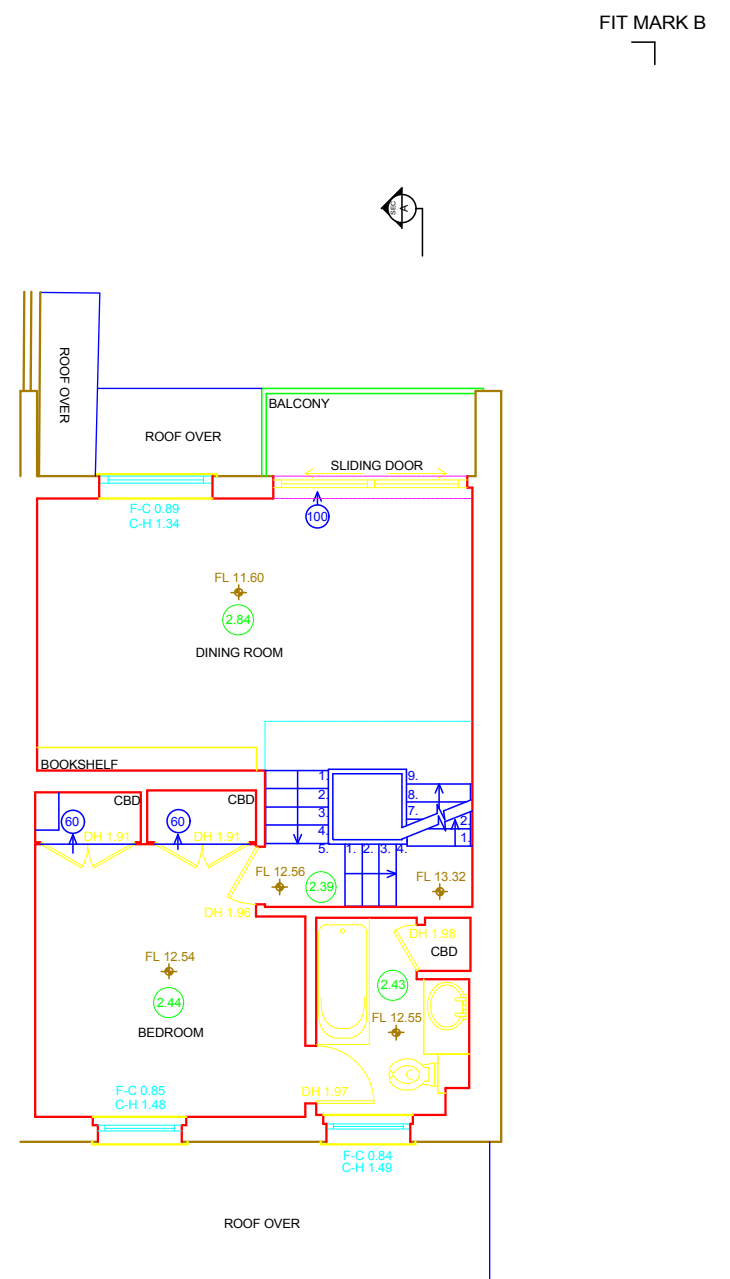 FIT MARK B
SEC
A
ROOF OVER
ROOF OVER
BALCONY
SLIDING DOOR
F-C 0.89
C-H 1.34
100
FL 11.60
2.84
DINING ROOM
BOOKSHELF
CBD
CBD
60
60
DH 1.91
DH 1.91
1.
2.
3.
4.
5.
1.
2.
3.
4.
9.
8.
7.
2.
1.
FL 12.56
2.39
FL 13.32
DH 1.96
DH 1.98
CBD
FL 12.54
2.44
BEDROOM
2.43
FL 12.55
DH 1.97
F-C 0.85
C-H 1.48
F-C 0.84
C-H 1.49
ROOF OVER